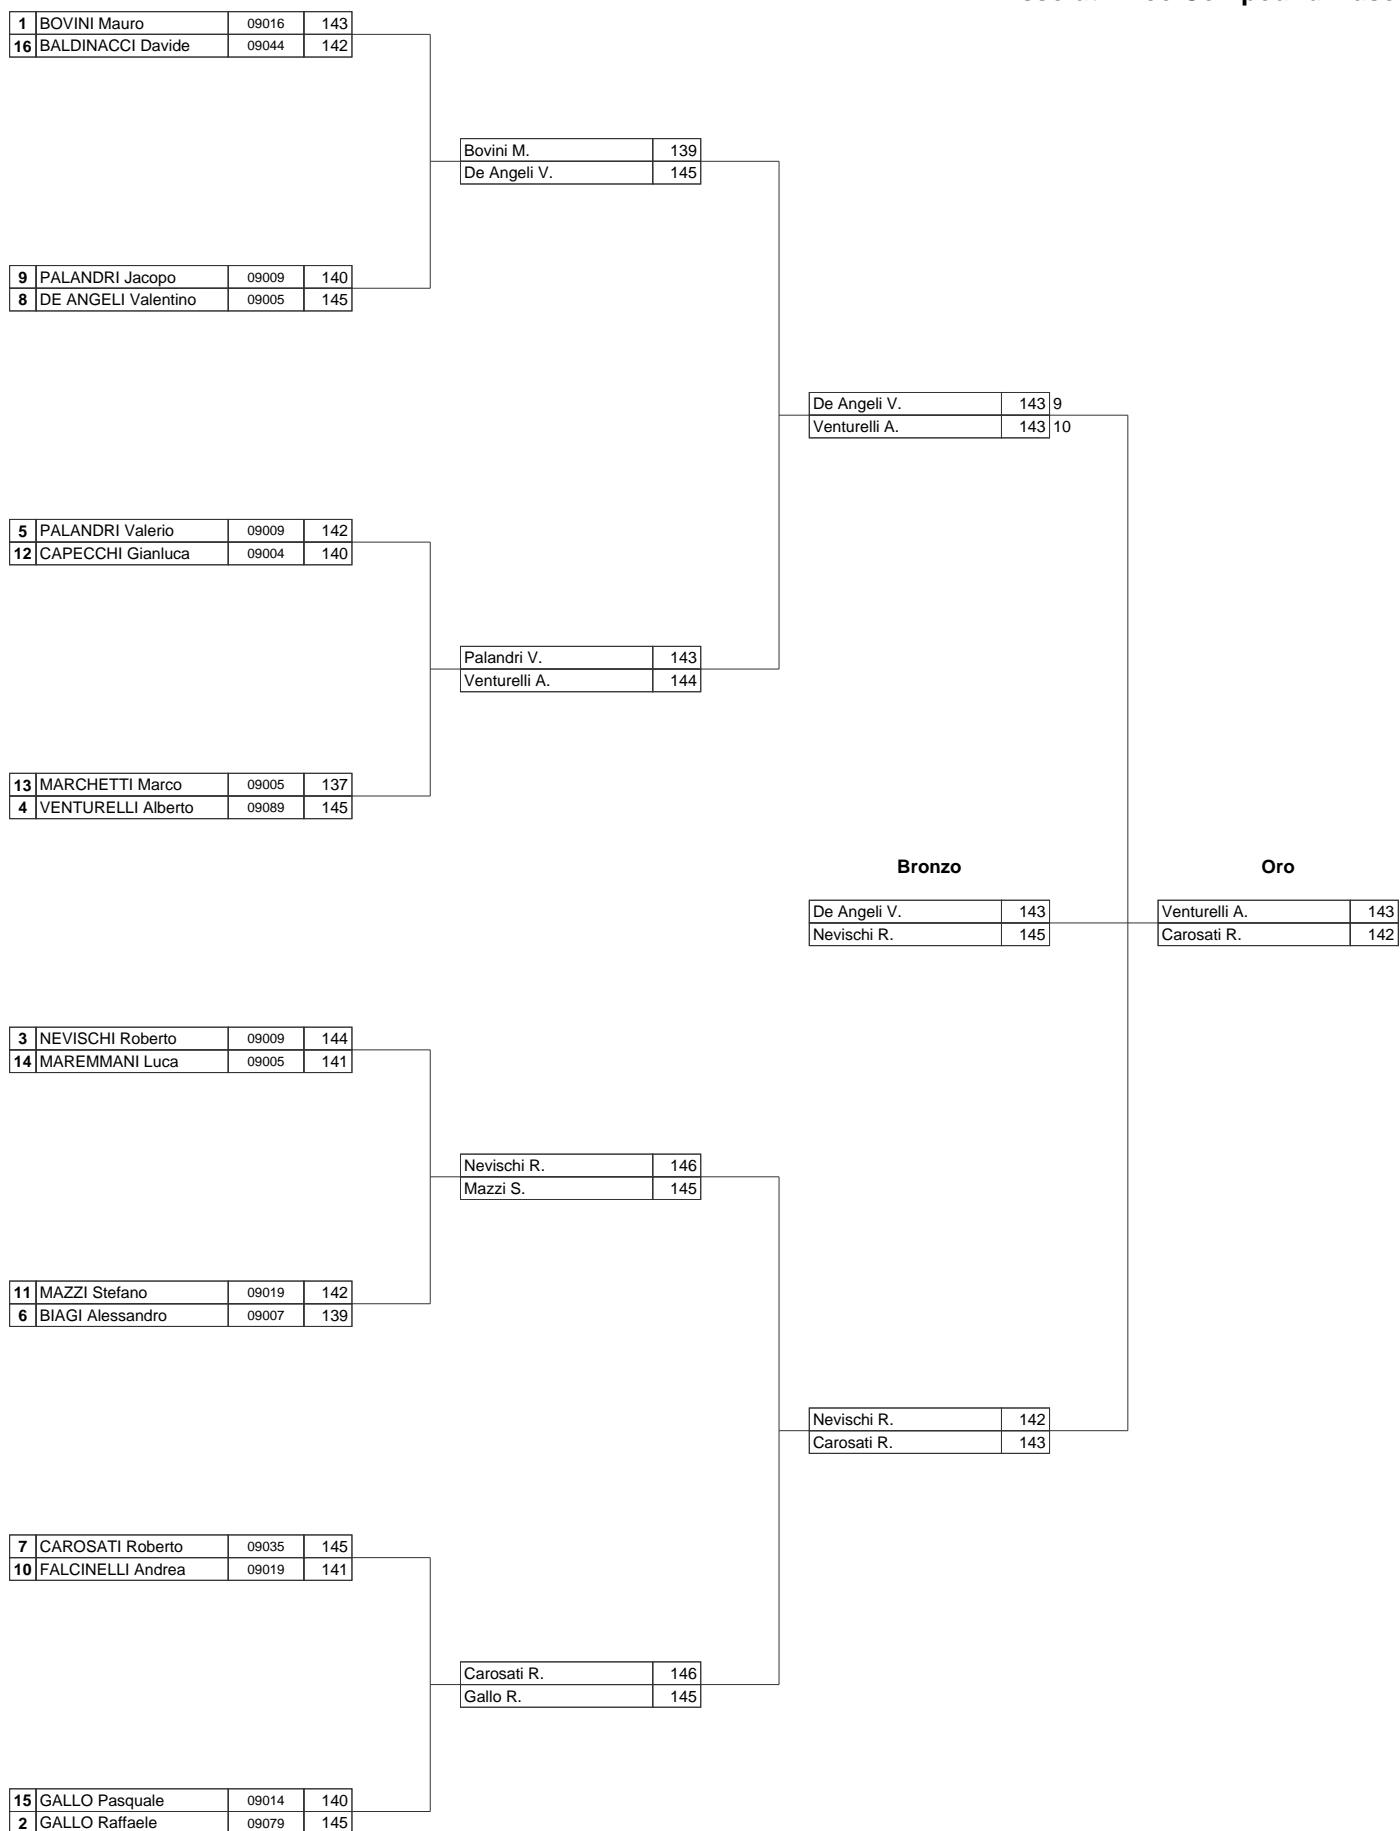 1 BOVINI Mauro 09016 143
16 BALDINACCI Davide 09044 142
Bovini M. 139
De Angeli V. 145
9 PALANDRI Jacopo 09009 140
8 DE ANGELI Valentino 09005 145
De Angeli V. 143 9
Venturelli A. 143 10
5 PALANDRI Valerio 09009 142
12 CAPECCHI Gianluca 09004 140
Palandri V. 143
Venturelli A. 144
13 MARCHETTI Marco 09005 137
4 VENTURELLI Alberto 09089 145
Bronzo Oro
De Angeli V. 143 Venturelli A. 143
Nevischi R. 145 Carosati R. 142
3 NEVISCHI Roberto 09009 144
14 MAREMMANI Luca 09005 141
Nevischi R. 146
Mazzi S. 145
11 MAZZI Stefano 09019 142
6 BIAGI Alessandro 09007 139
Nevischi R. 142
Carosati R. 143
7 CAROSATI Roberto 09035 145
10 FALCINELLI Andrea 09019 141
Carosati R. 146
Gallo R. 145
15 GALLO Pasquale 09014 140
2 GALLO Raffaele 09079 145